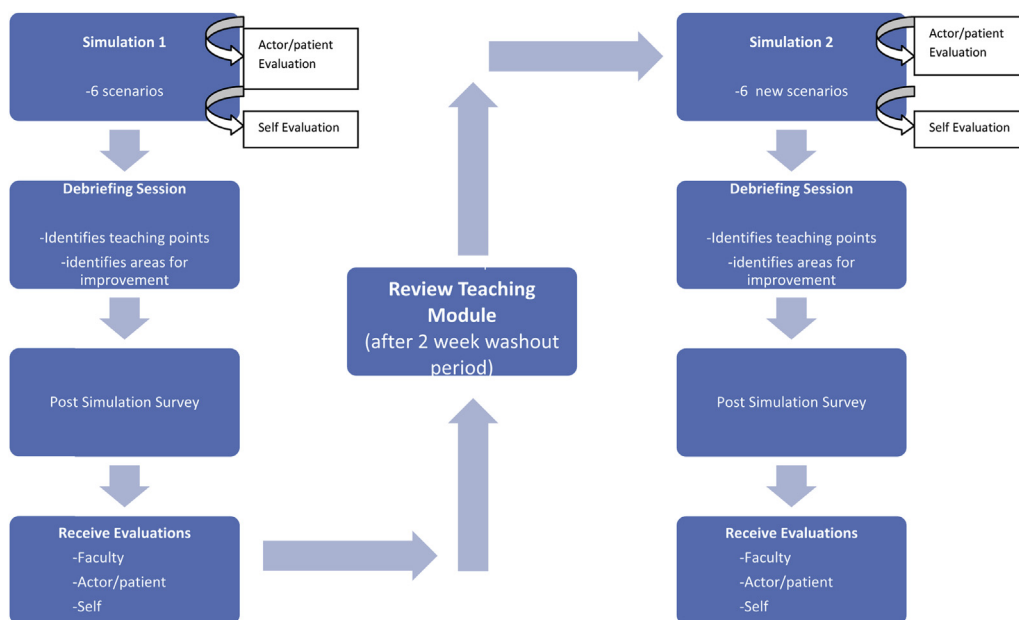 Simulation 1
-6 scenarios
Actor/patient
Evaluation
Self Evaluation
Debriefing Session
-Identifies teaching points
-identifies areas for
improvement
Post Simulation Survey
Receive Evaluations
-Faculty
-Actor/patient
-Self
Review Teaching
Module
(after 2 week washout
period)
Simulation 2
-6 new scenarios
Actor/patient
Evaluation
Self Evaluation
Debriefing Session
-Identifies teaching points
-identifies areas for
improvement
Post Simulation Survey
Receive Evaluations
-Faculty
-Actor/patient
-Self